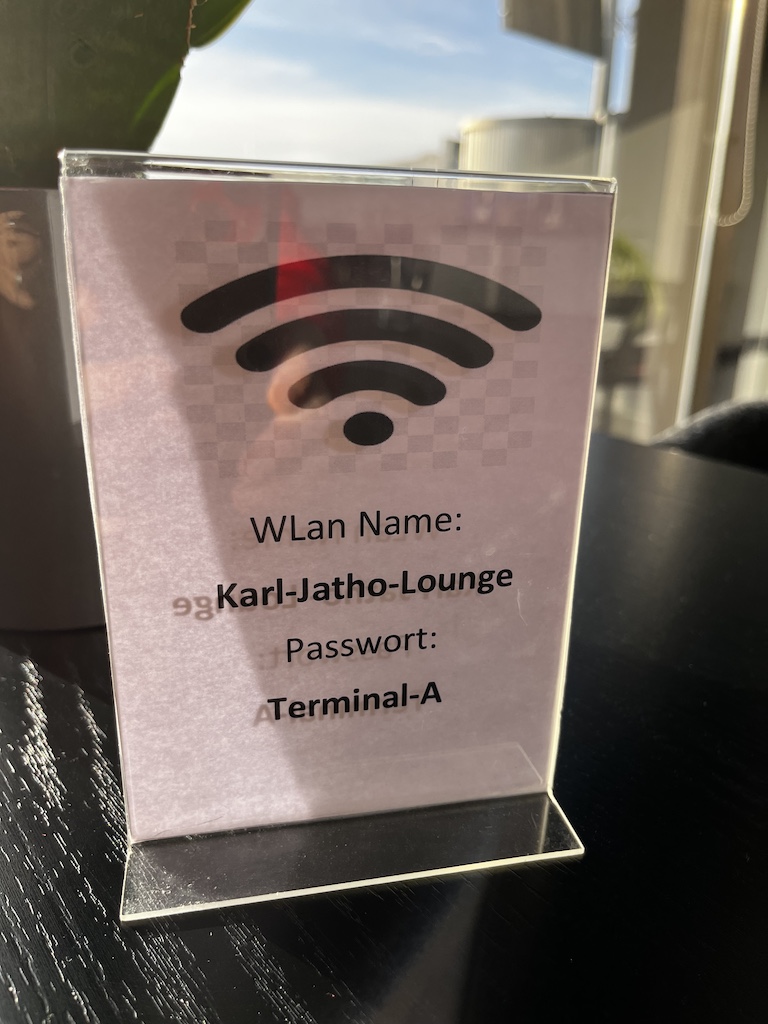 WLan Name:
Karl-Jatho-Lounge
Passwort:
Terminal-A